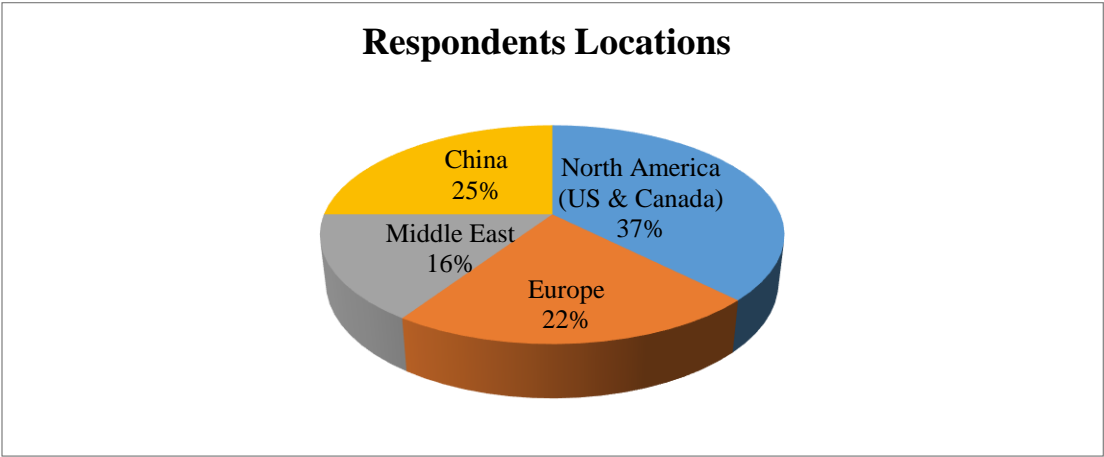 Respondents Locations
China
25%
North America
(US & Canada)
37%
Middle East
16%
Europe
22%